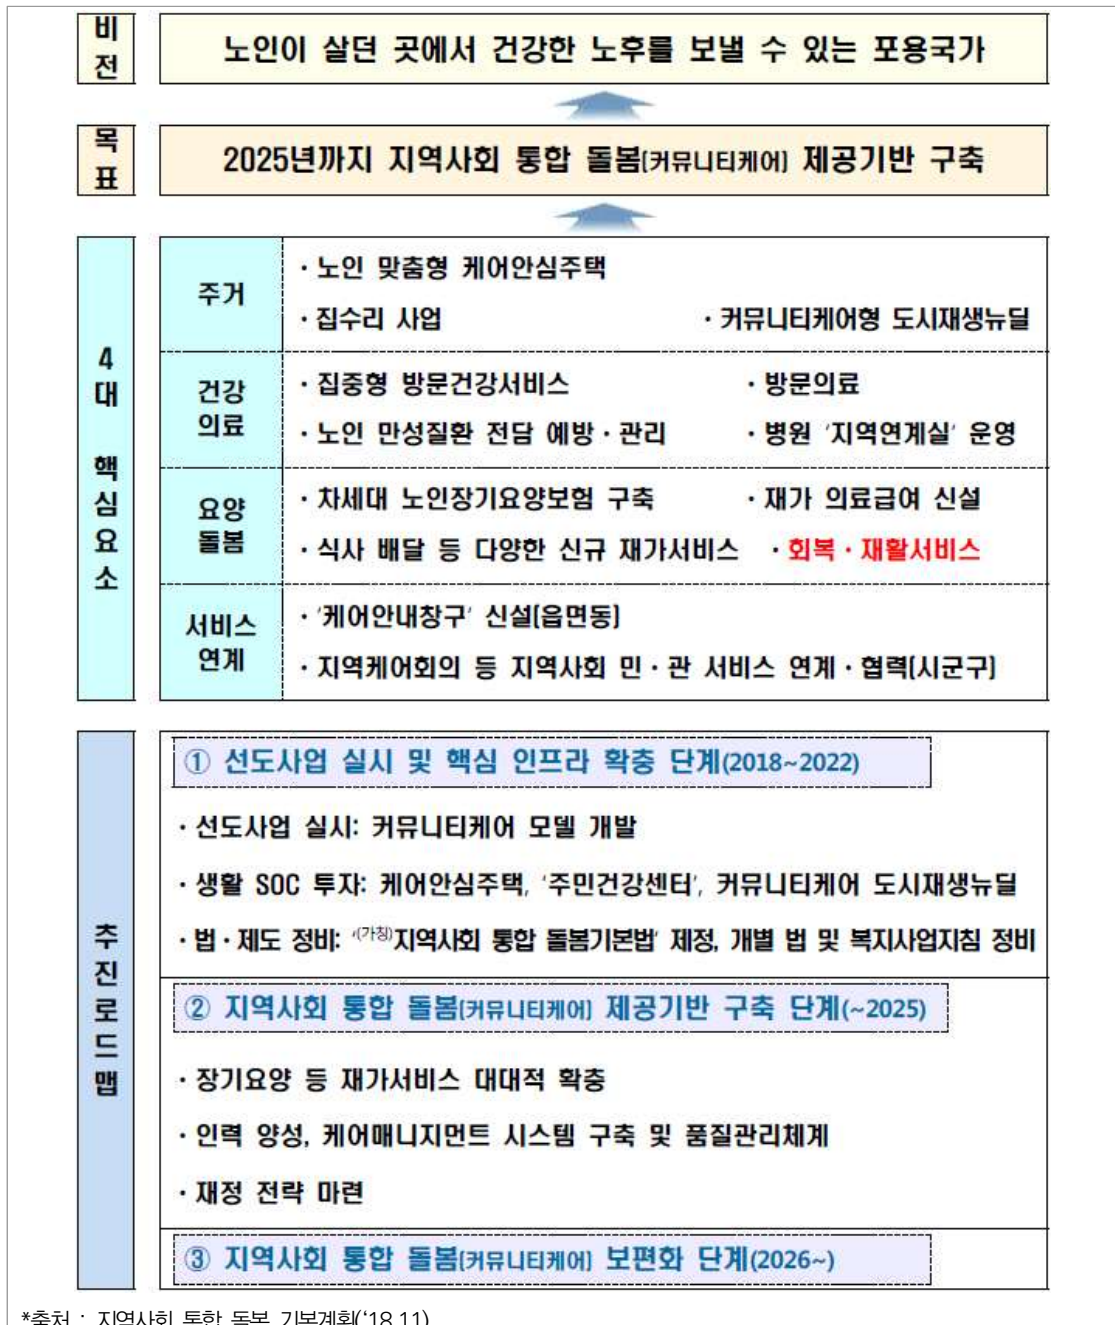 비전
노인이 살던 곳에서 건강한 노후를 보낼 수 있는 포용국가
목표
2025년까지 지역사회 통합 돌봄(커뮤니티케어) 제공기반 구축
4대 핵심요소
주거
· 노인 맞춤형 케어안심주택
· 집수리 사업 · 커뮤니티케어형 도시재생뉴딜
건강
의료
· 집중형 방문건강서비스 · 방문의료
· 노인 만성질환 전담 예방·관리 · 병원 '지역연계실' 운영
요양
돌봄
· 차세대 노인장기요양보험 구축 · 재가 의료급여 신설
· 식사 배달 등 다양한 신규 재가서비스 · 회복·재활서비스
서비스
연계
· '케어안내창구' 신설(읍면동)
· 지역케어회의 등 지역사회 민·관 서비스 연계·협력(시군구)
추진로드맵
① 선도사업 실시 및 핵심 인프라 확충 단계(2018~2022)
· 선도사업 실시: 커뮤니티케어 모델 개발
· 생활 SOC 투자: 케어안심주택, '주민건강센터', 커뮤니티케어 도시재생뉴딜
· 법·제도 정비: '(가칭)지역사회 통합 돌봄기본법' 제정, 개별 법 및 복지사업지침 정비
② 지역사회 통합 돌봄(커뮤니티케어) 제공기반 구축 단계(~2025)
· 장기요양 등 재가서비스 대대적 확충
· 인력 양성, 케어매니지먼트 시스템 구축 및 품질관리체계
· 재정 전략 마련
③ 지역사회 통합 돌봄(커뮤니티케어) 보편화 단계(2026~)
*출처 : 지역사회 통합 돌봄 기본계획('18.11)